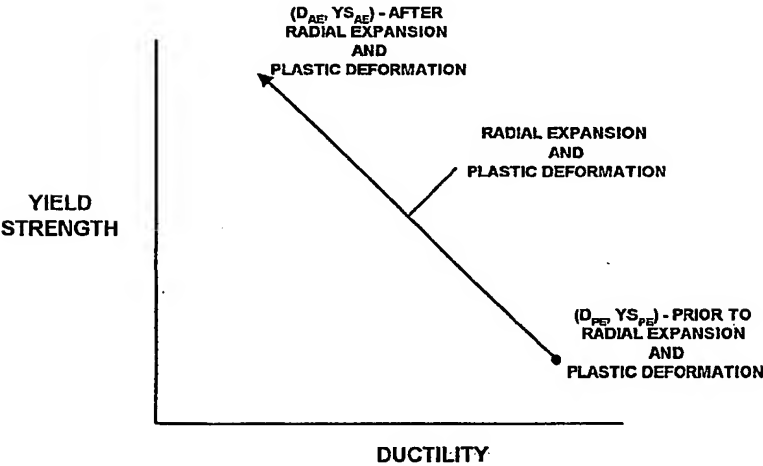 (D_AE, YS_AE) - AFTER
RADIAL EXPANSION
AND
PLASTIC DEFORMATION
RADIAL EXPANSION
AND
PLASTIC DEFORMATION
YIELD
STRENGTH
(D_PE, YS_PE) - PRIOR TO
RADIAL EXPANSION
AND
PLASTIC DEFORMATION
DUCTILITY